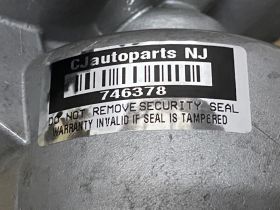 CJautoparts NJ
746378
DO NOT REMOVE SECURITY SEAL
WARRANTY INVALID IF SEAL IS TAMPERED